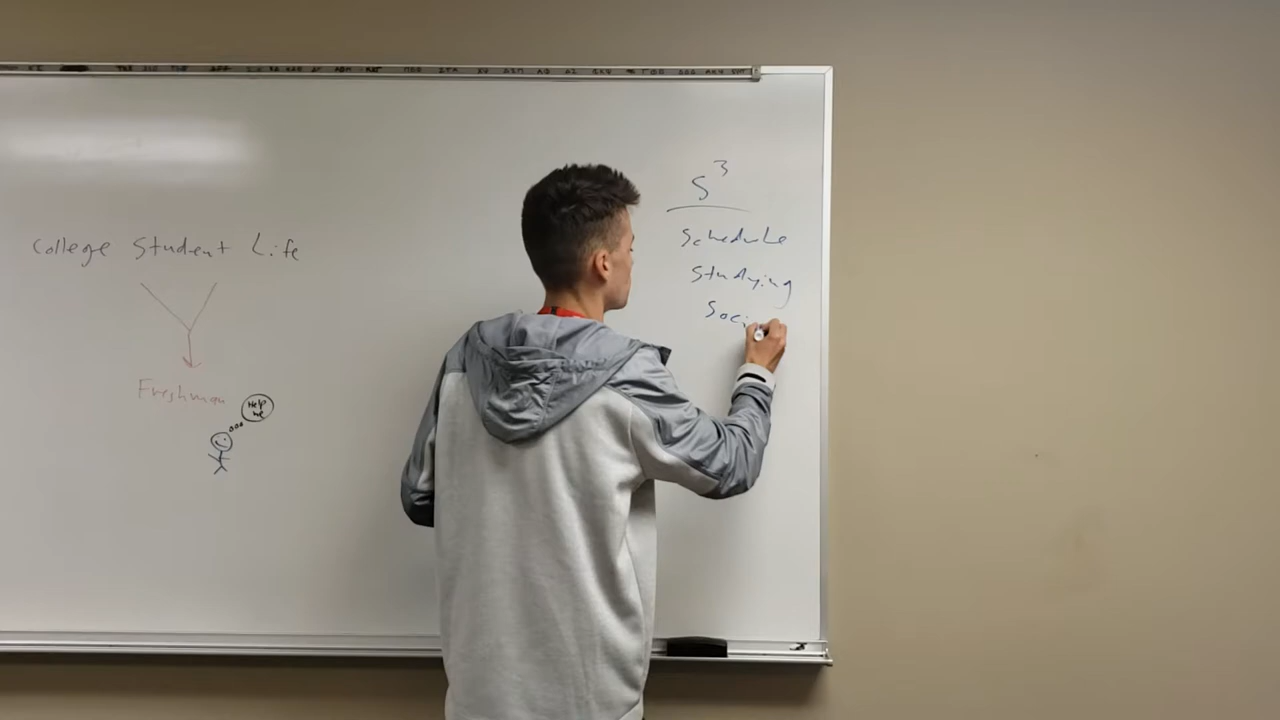 College Student Life
Freshman
Help
me
S³
Schedule
Studying
Soci